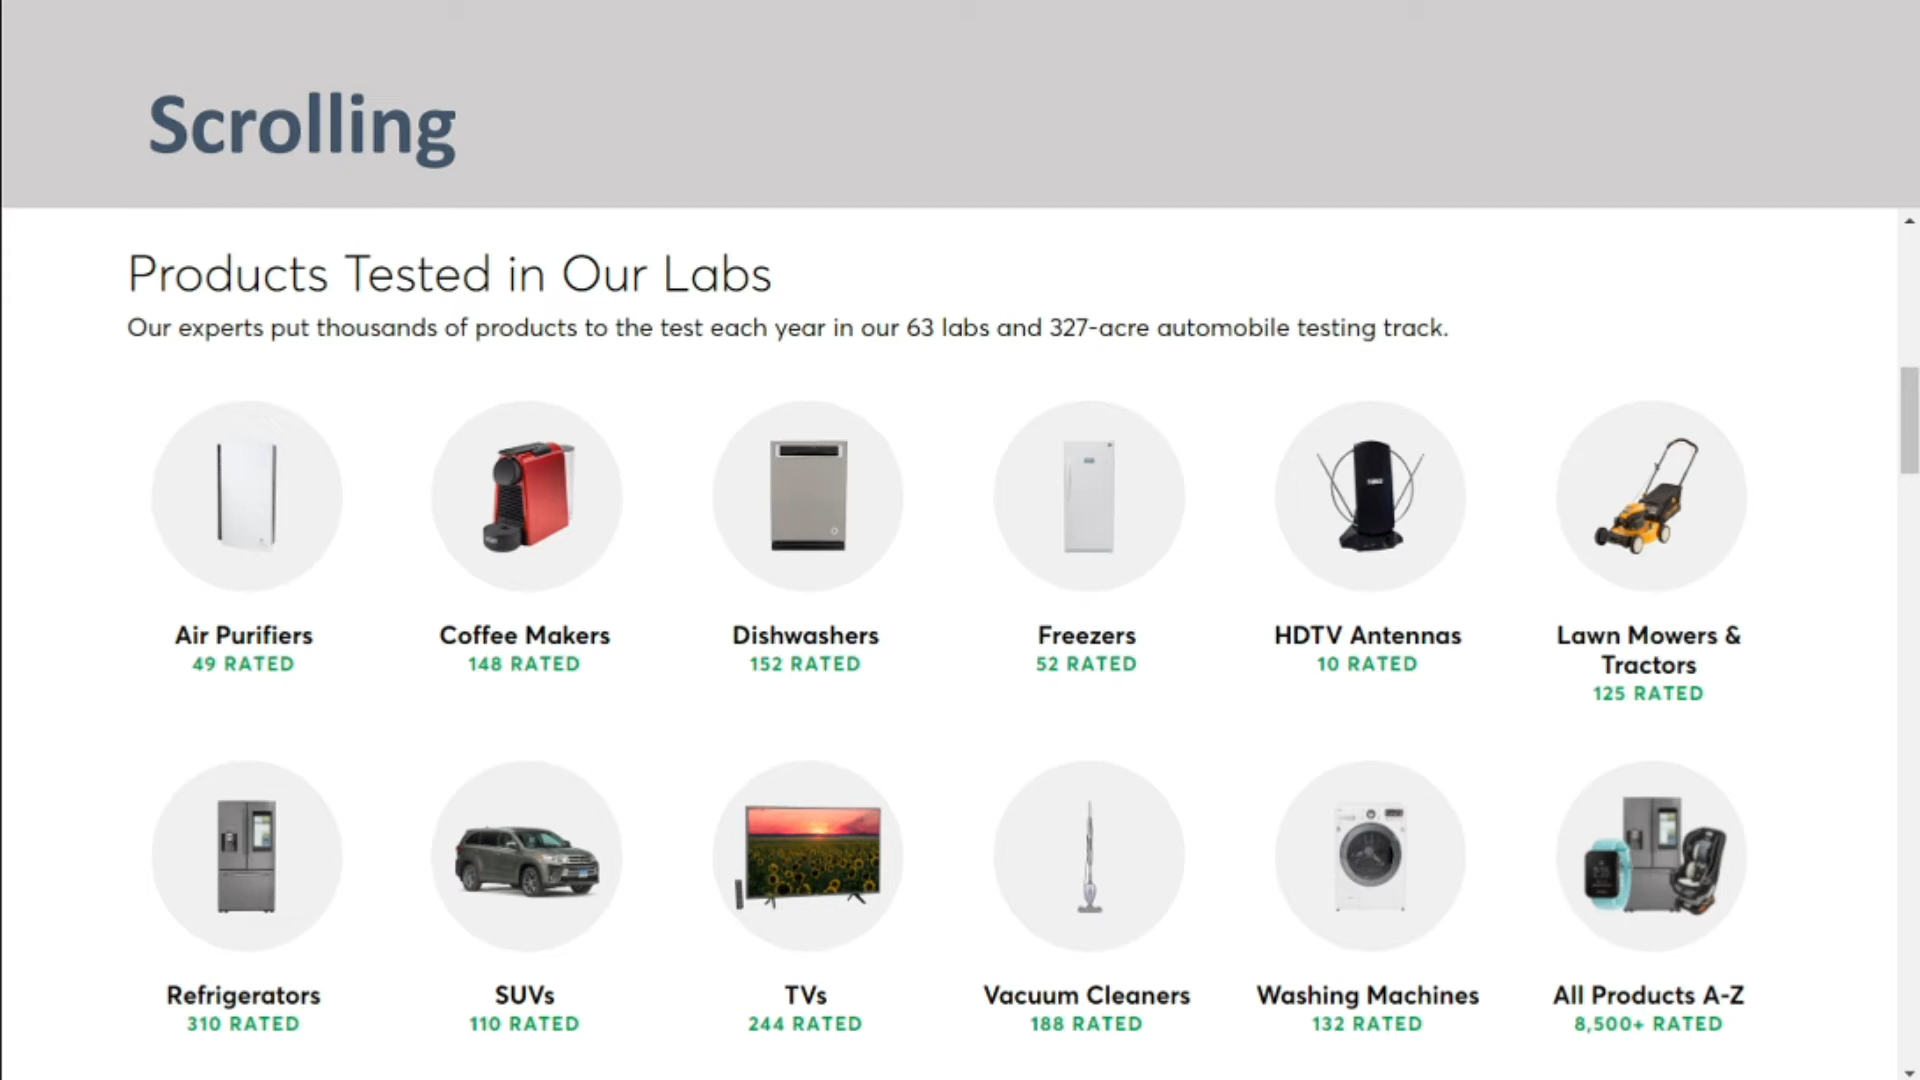 Scrolling
Products Tested in Our Labs
Our experts put thousands of products to the test each year in our 63 labs and 327-acre automobile testing track.
Air Purifiers
49 RATED
Coffee Makers
148 RATED
Dishwashers
152 RATED
Freezers
52 RATED
HDTV Antennas
10 RATED
Lawn Mowers &
Tractors
125 RATED
Refrigerators
310 RATED
SUVs
110 RATED
TVs
244 RATED
Vacuum Cleaners
188 RATED
Washing Machines
132 RATED
All Products A-Z
8,500+ RATED